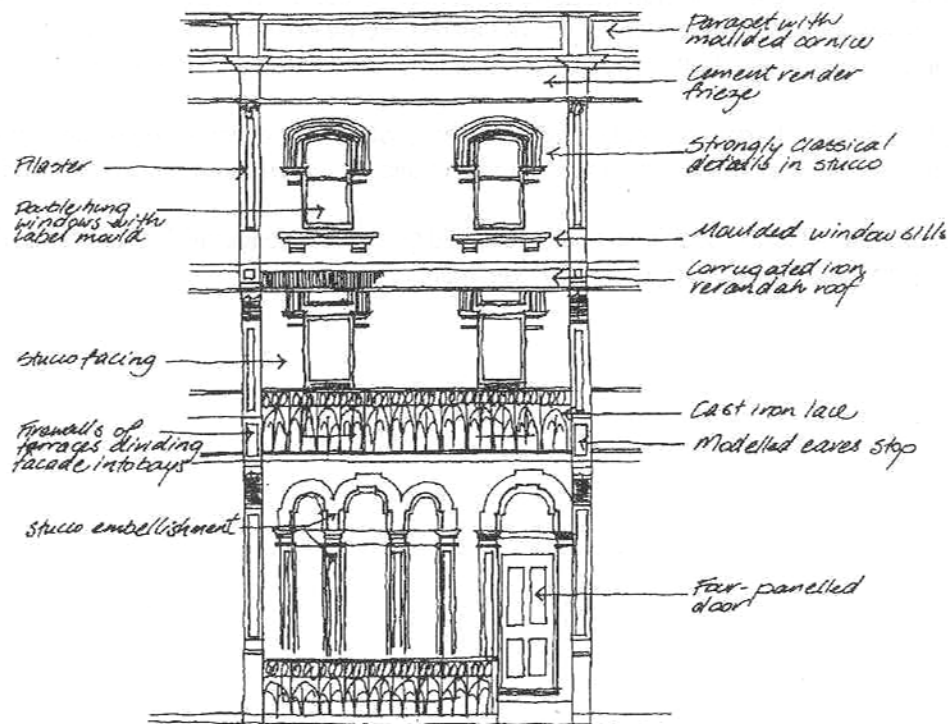 Parapet with
moulded cornice
Cement render
frieze
Strongly classical
details in stucco
Pilaster
Double hung
windows with
label mould
Moulded window sills
Corrugated iron
verandah roof
Stucco facing
Cast iron lace
Firewalls of
terraces dividing
facade into bays
Modelled eaves stop
Stucco embellishment
Four-panelled
door